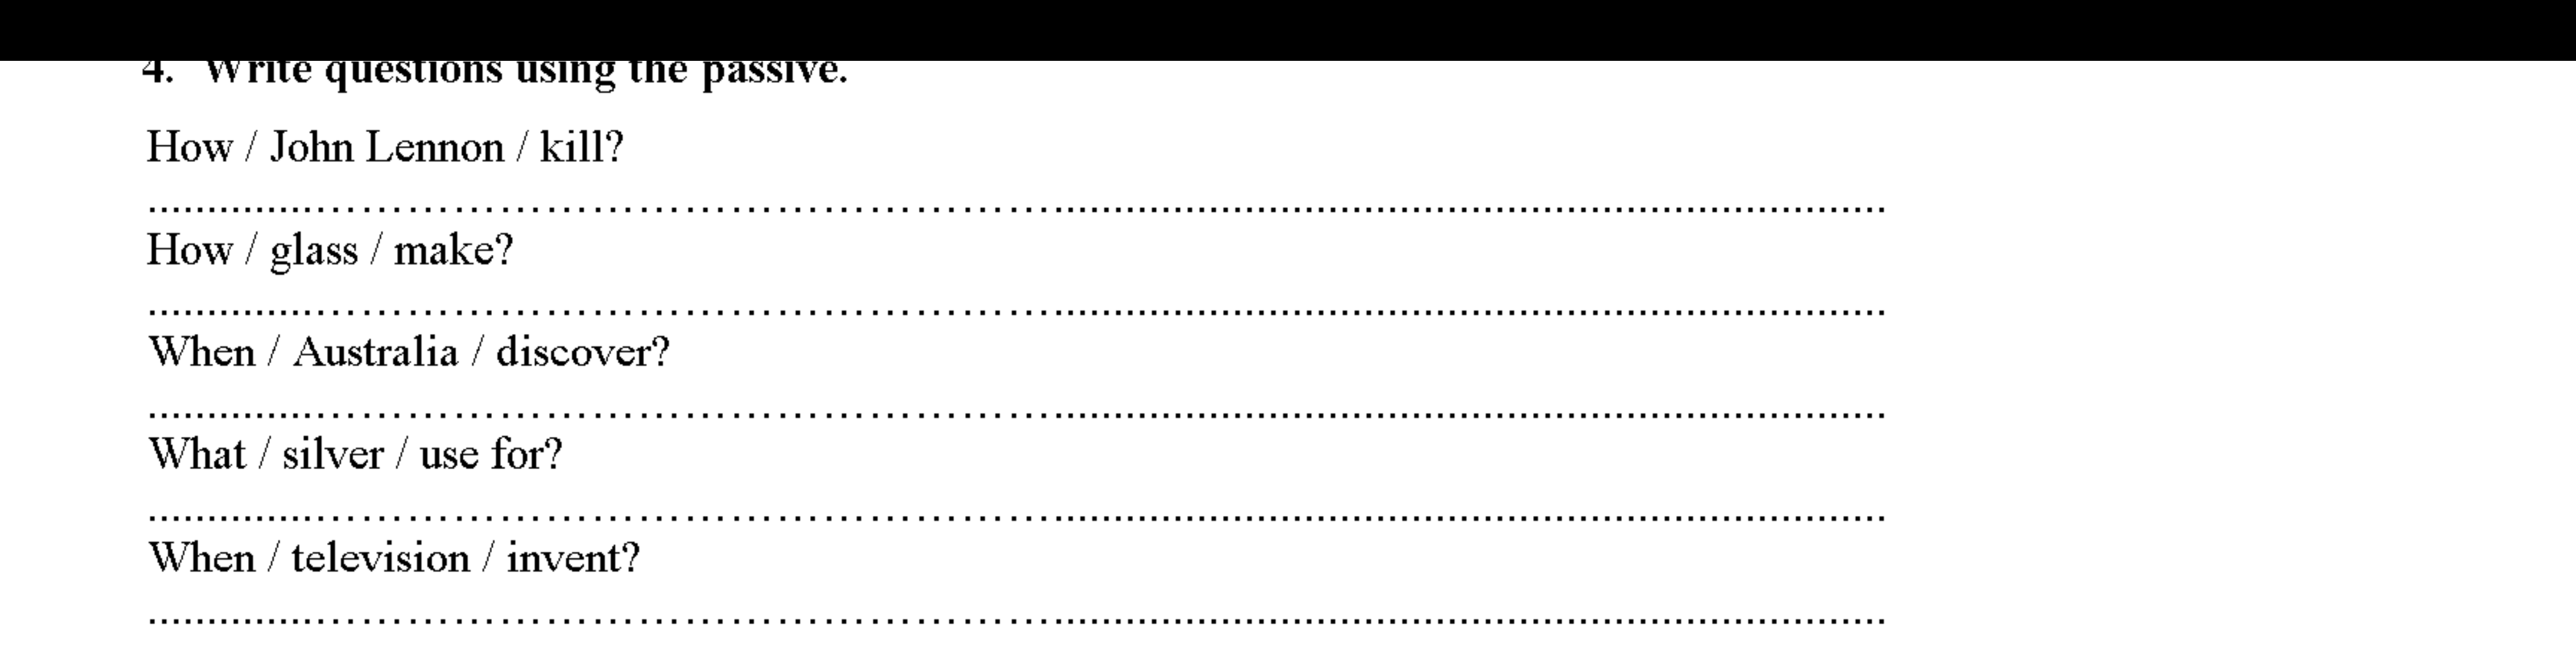 4. Write questions using the passive.
How / John Lennon / kill?
How / glass / make?
When / Australia / discover?
What / silver / use for?
When / television / invent?